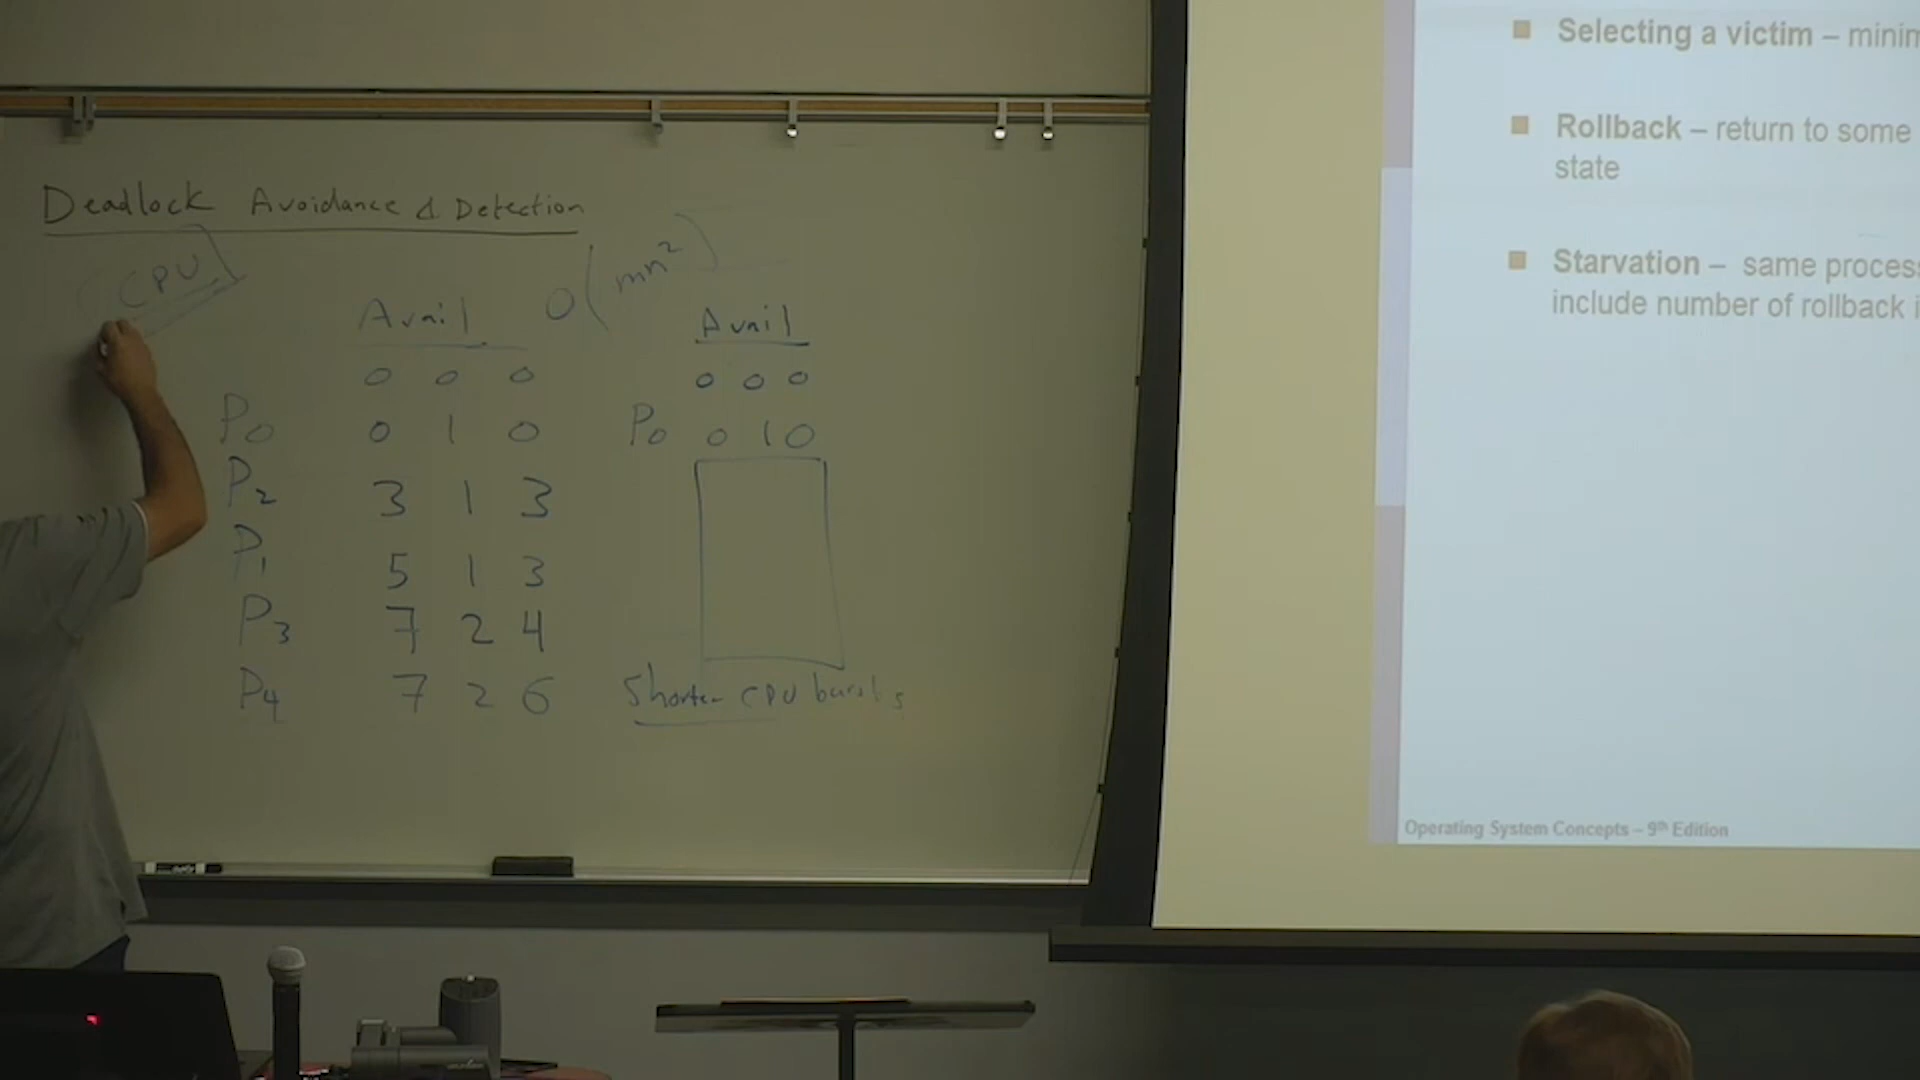 Deadlock Avoidance & Detection
CPU
O(mn²)
Avail
0 0 0
P0 0 1 0
P2 3 1 3
P1 5 1 3
P3 7 2 4
P4 7 2 6
Avail
0 0 0
P0 0 1 0
Shorter CPU bursts
Selecting a victim – minim
Rollback – return to some
state
Starvation – same process
include number of rollback i
Operating System Concepts – 9th Edition